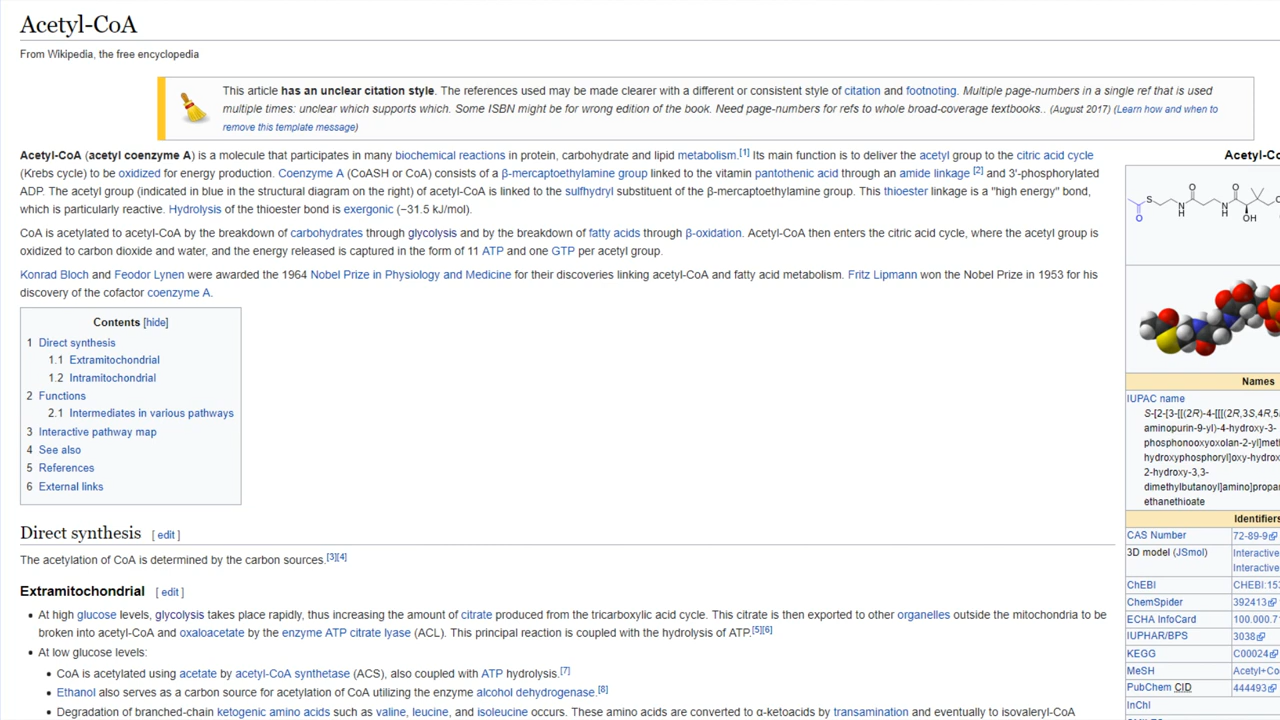 Acetyl-CoA
From Wikipedia, the free encyclopedia
This article has an unclear citation style. The references used may be made clearer with a different or consistent style of citation and footnoting. Multiple page-numbers in a single ref that is used
multiple times: unclear which supports which. Some ISBN might be for wrong edition of the book. Need page-numbers for refs to whole broad-coverage textbooks.. (August 2017) (Learn how and when to
remove this template message)
Acetyl-CoA (acetyl coenzyme A) is a molecule that participates in many biochemical reactions in protein, carbohydrate and lipid metabolism.[1] Its main function is to deliver the acetyl group to the citric acid cycle
(Krebs cycle) to be oxidized for energy production. Coenzyme A (CoASH or CoA) consists of a β-mercaptoethylamine group linked to the vitamin pantothenic acid through an amide linkage [2] and 3'-phosphorylated
ADP. The acetyl group (indicated in blue in the structural diagram on the right) of acetyl-CoA is linked to the sulfhydryl substituent of the β-mercaptoethylamine group. This thioester linkage is a "high energy" bond,
which is particularly reactive. Hydrolysis of the thioester bond is exergonic (−31.5 kJ/mol).
CoA is acetylated to acetyl-CoA by the breakdown of carbohydrates through glycolysis and by the breakdown of fatty acids through β-oxidation. Acetyl-CoA then enters the citric acid cycle, where the acetyl group is
oxidized to carbon dioxide and water, and the energy released is captured in the form of 11 ATP and one GTP per acetyl group.
Konrad Bloch and Feodor Lynen were awarded the 1964 Nobel Prize in Physiology and Medicine for their discoveries linking acetyl-CoA and fatty acid metabolism. Fritz Lipmann won the Nobel Prize in 1953 for his
discovery of the cofactor coenzyme A.
Contents [hide]
1 Direct synthesis
1.1 Extramitochondrial
1.2 Intramitochondrial
2 Functions
2.1 Intermediates in various pathways
3 Interactive pathway map
4 See also
5 References
6 External links
Direct synthesis [ edit ]
The acetylation of CoA is determined by the carbon sources.[3][4]
Extramitochondrial [ edit ]
• At high glucose levels, glycolysis takes place rapidly, thus increasing the amount of citrate produced from the tricarboxylic acid cycle. This citrate is then exported to other organelles outside the mitochondria to be
broken into acetyl-CoA and oxaloacetate by the enzyme ATP citrate lyase (ACL). This principal reaction is coupled with the hydrolysis of ATP.[5][6]
• At low glucose levels:
• CoA is acetylated using acetate by acetyl-CoA synthetase (ACS), also coupled with ATP hydrolysis.[7]
• Ethanol also serves as a carbon source for acetylation of CoA utilizing the enzyme alcohol dehydrogenase.[8]
• Degradation of branched-chain ketogenic amino acids such as valine, leucine, and isoleucine occurs. These amino acids are converted to α-ketoacids by transamination and eventually to isovaleryl-CoA
Acetyl-Co
S
O
O
N
H
O
N
H
OH
Names
IUPAC name
S-[2-[3-[[(2R)-4-[[[(2R,3S,4R,5
aminopurin-9-yl)-4-hydroxy-3-
phosphonooxyoxolan-2-yl]met
hydroxyphosphoryl]oxy-hydrox
2-hydroxy-3,3-
dimethylbutanoyl]amino]propa
ethanethioate
Identifiers
CAS Number 72-89-9
3D model (JSmol) Interactive
Interactive
ChEBI CHEBI:153
ChemSpider 392413
ECHA InfoCard 100.000.7
IUPHAR/BPS 3038
KEGG C00024
MeSH Acetyl+Co
PubChem CID 444493
InChI